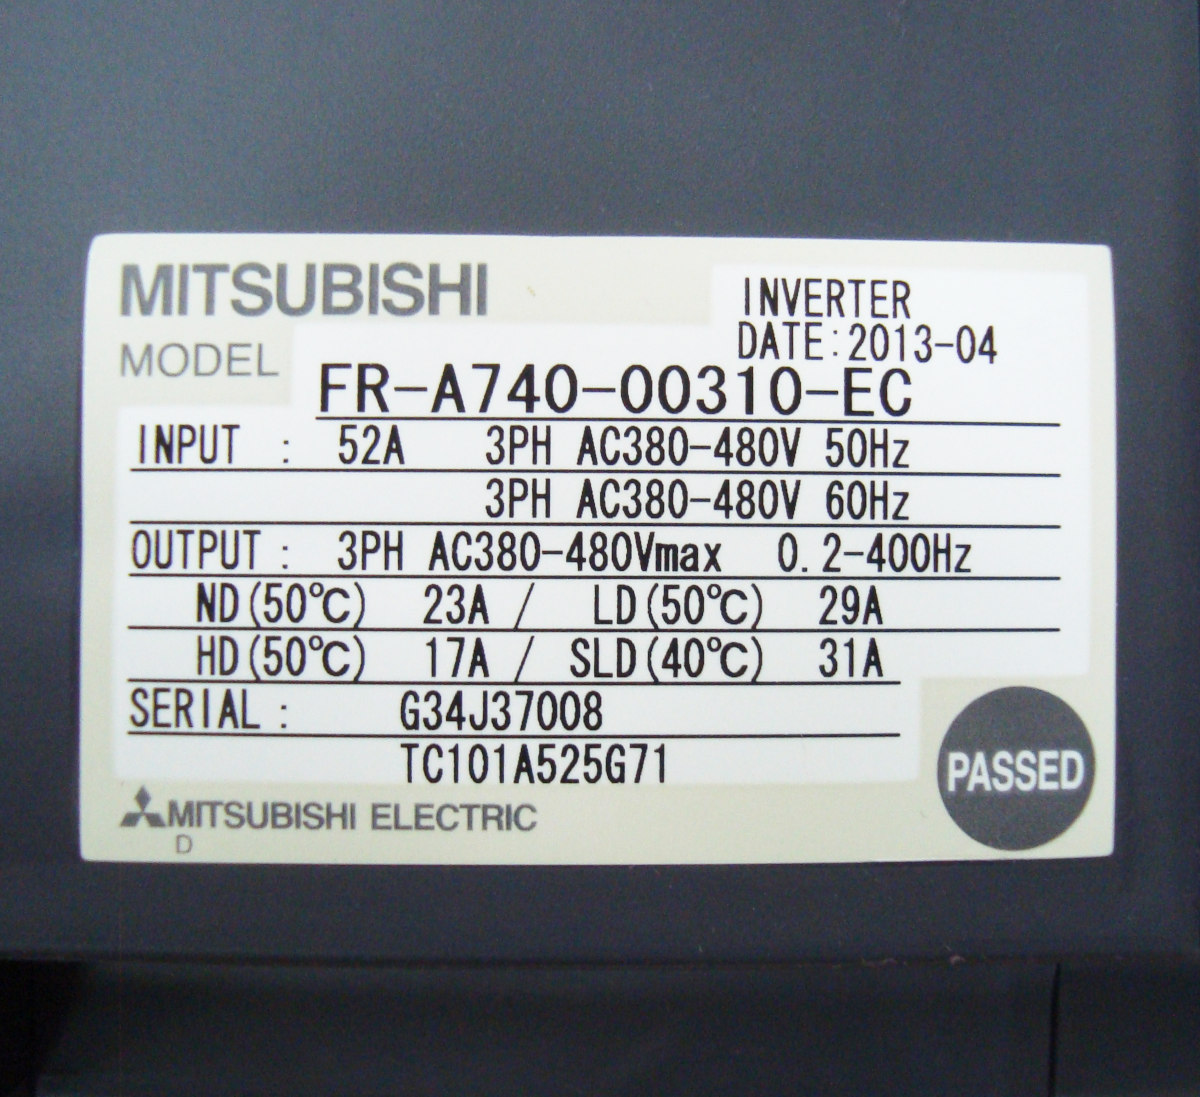 MITSUBISHI
INVERTER
DATE:2013-04
MODEL
FR-A740-00310-EC
INPUT : 52A 3PH AC380-480V 50Hz
3PH AC380-480V 60Hz
OUTPUT : 3PH AC380-480Vmax 0.2-400Hz
ND(50℃) 23A / LD(50℃) 29A
HD(50℃) 17A / SLD(40℃) 31A
SERIAL : G34J37008
TC101A525G71
PASSED
MITSUBISHI ELECTRIC
D